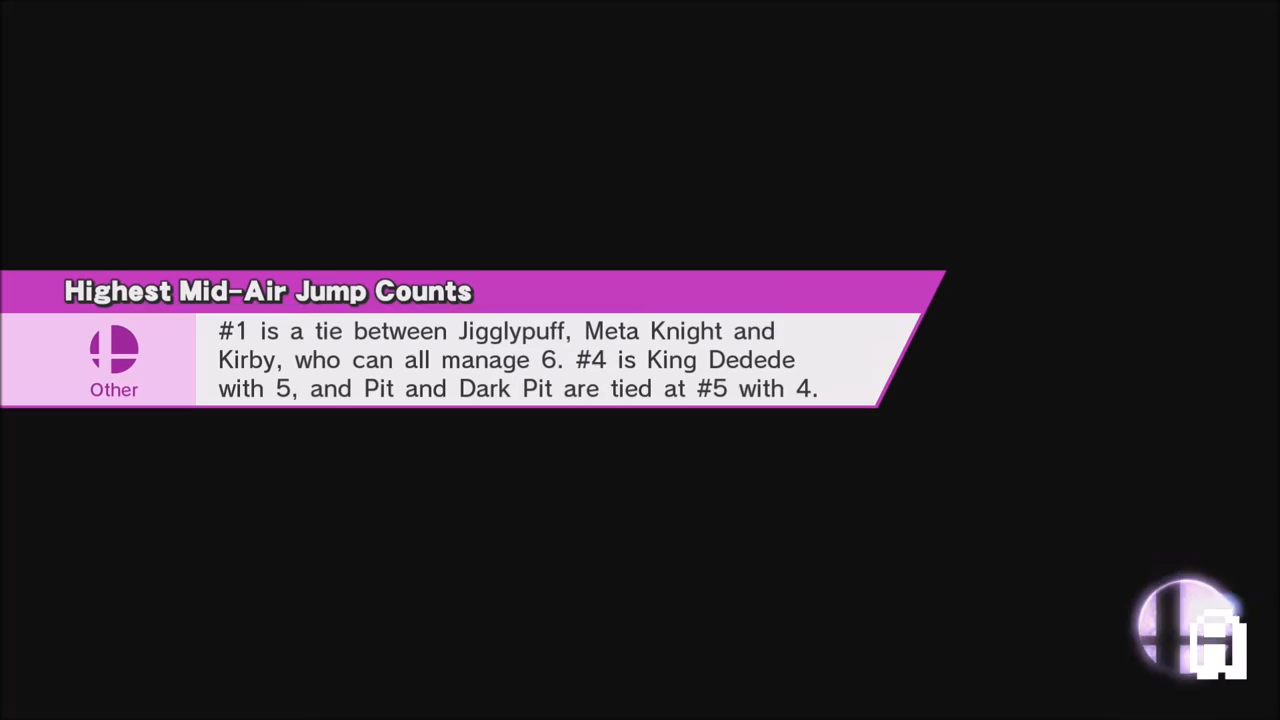 Highest Mid-Air Jump Counts
#1 is a tie between Jigglypuff, Meta Knight and
Kirby, who can all manage 6. #4 is King Dedede
with 5, and Pit and Dark Pit are tied at #5 with 4.
Other